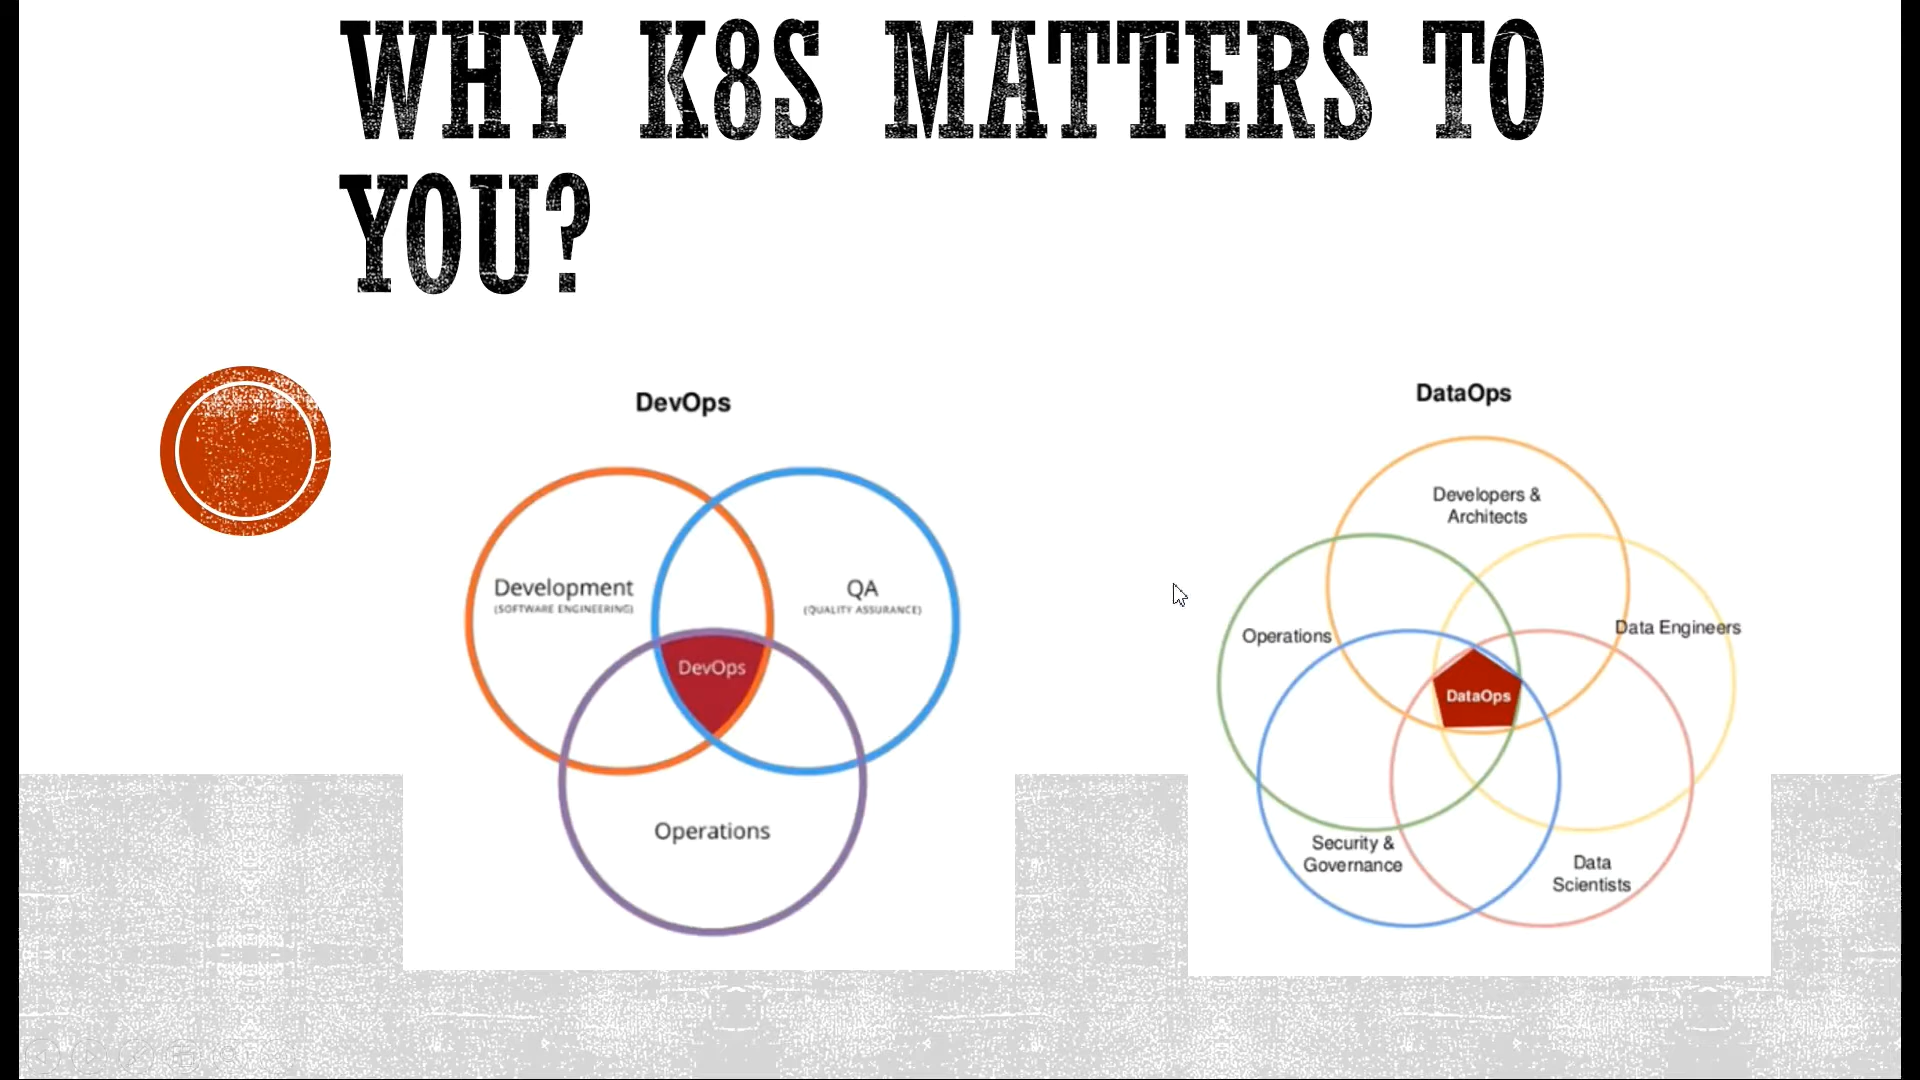 WHY K8S MATTERS TO
YOU?
DevOps
Development
(SOFTWARE ENGINEERING)
QA
(QUALITY ASSURANCE)
DevOps
Operations
DataOps
Developers &
Architects
Operations
Data Engineers
DataOps
Security &
Governance
Data
Scientists